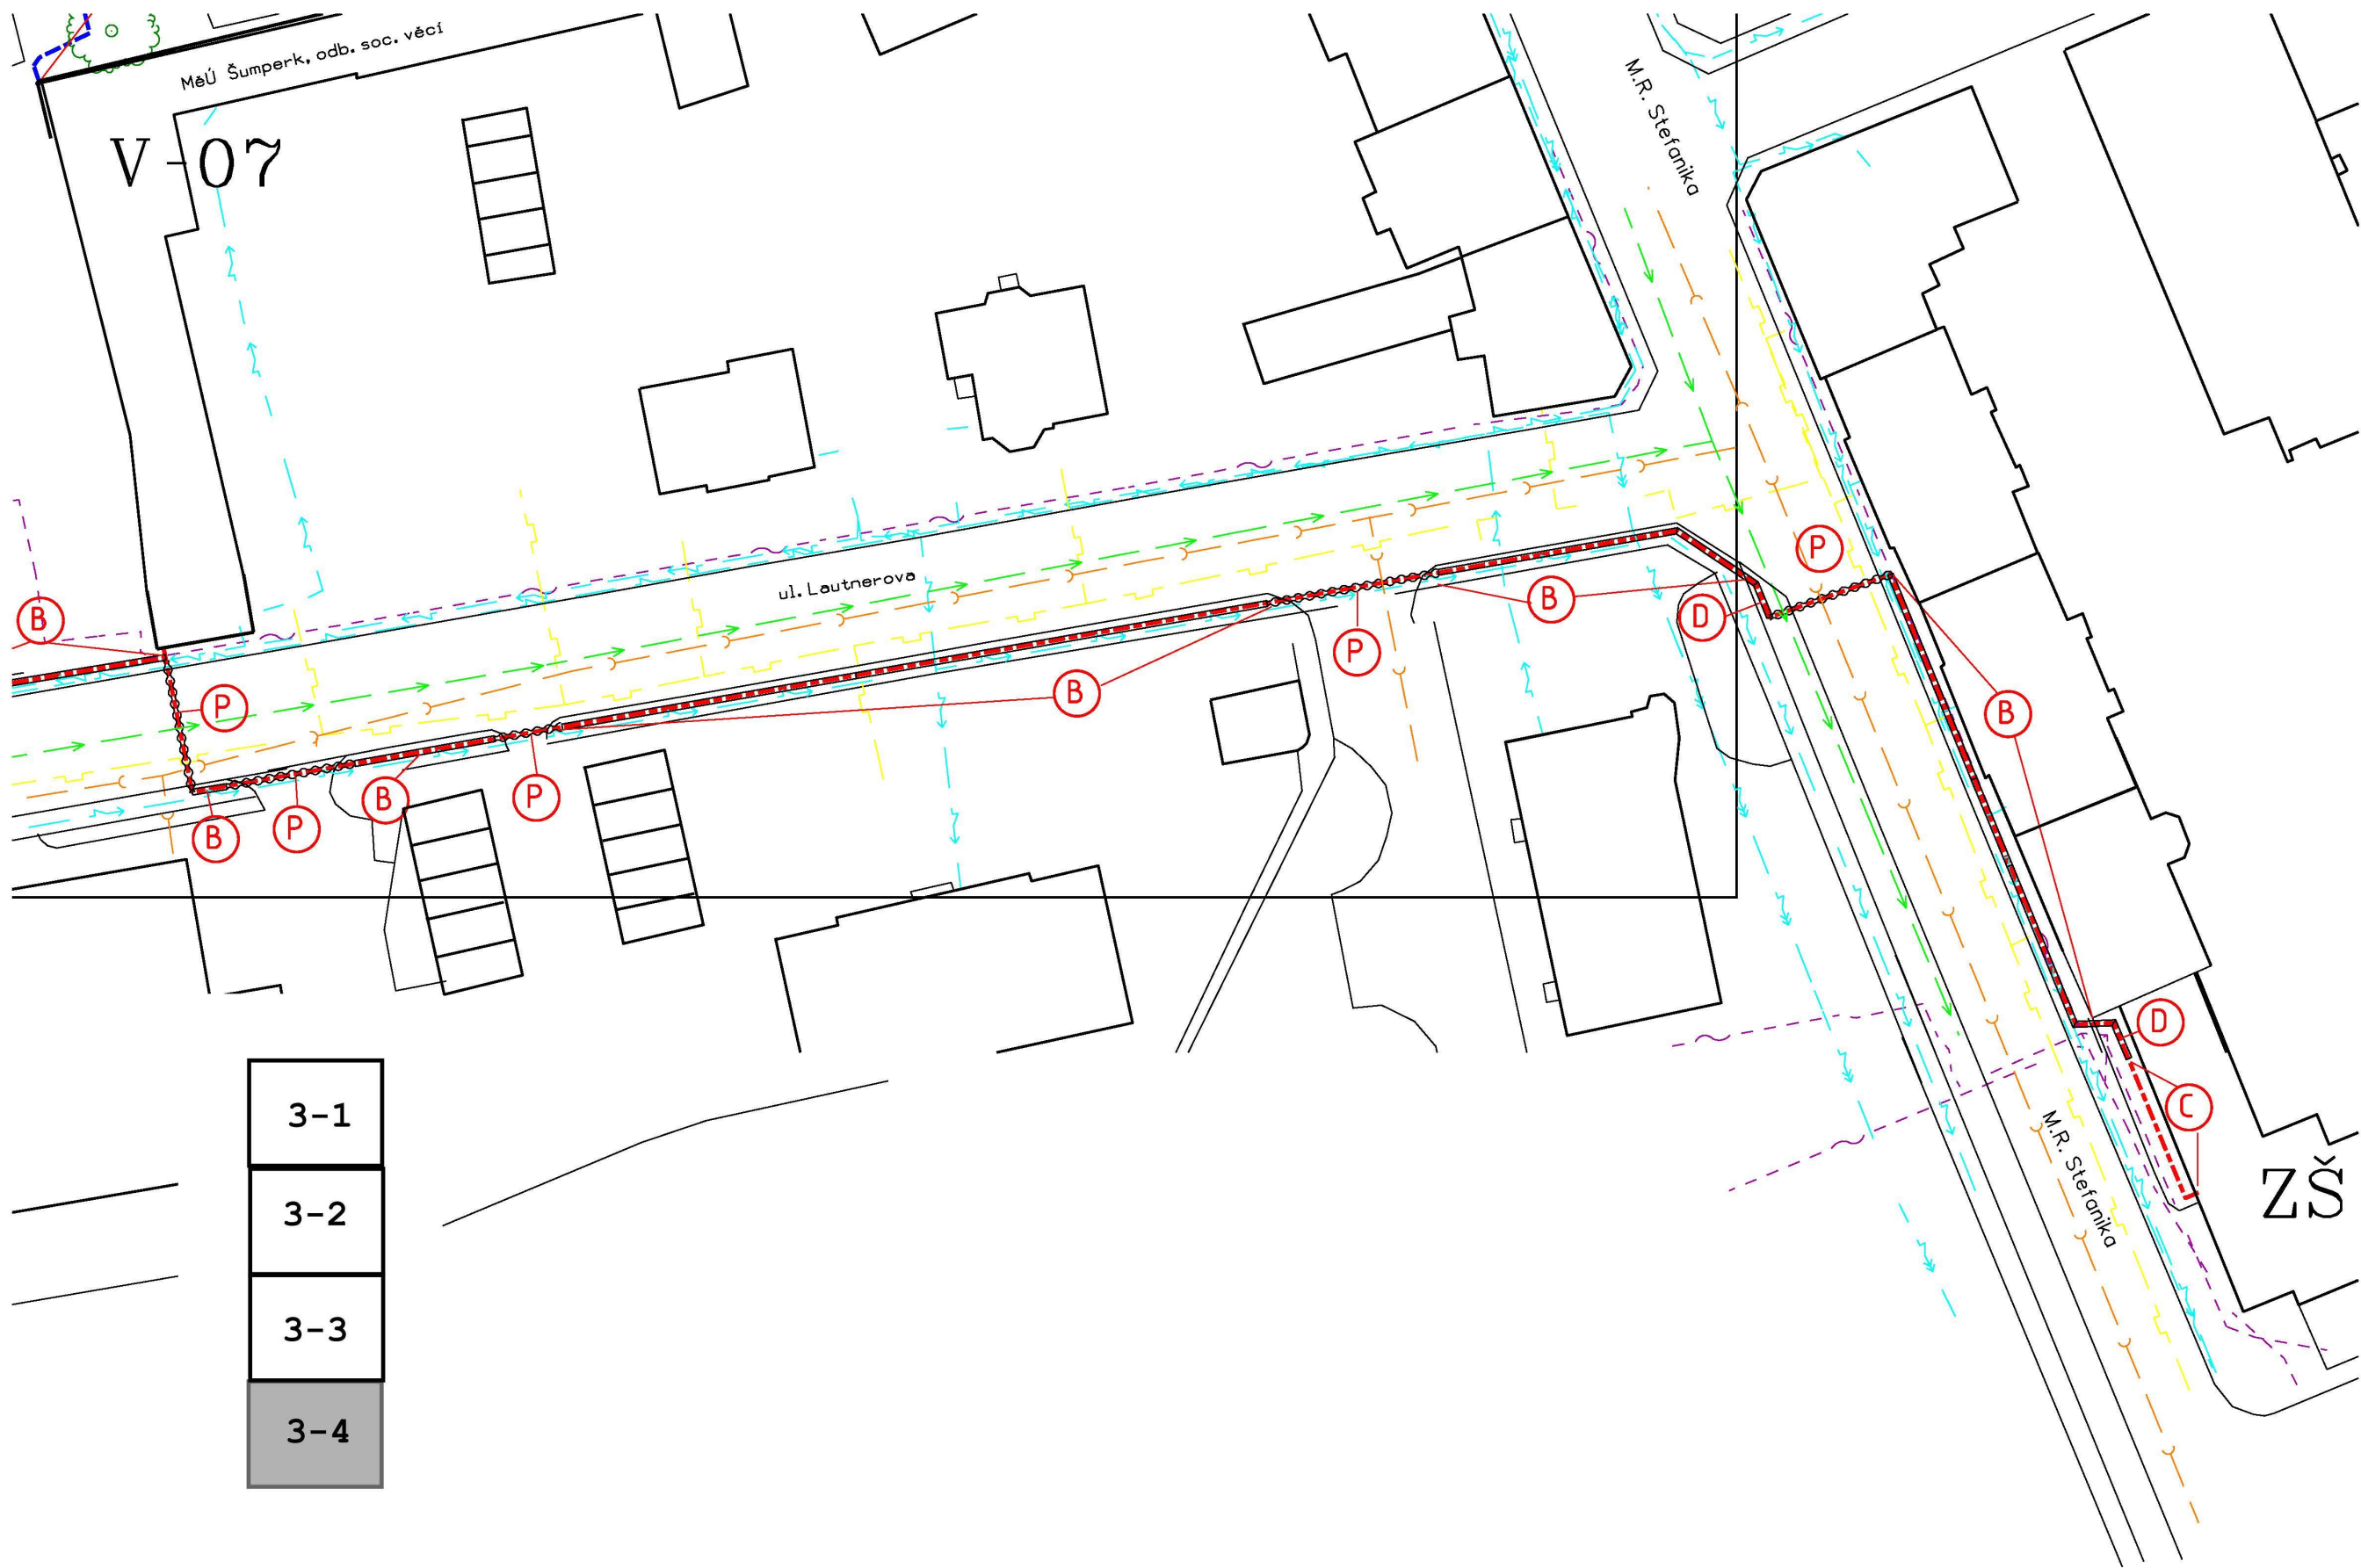 MěÚ Šumperk, odb. soc. věcí
V-07
M.R. Stefanika
ul. Lautnerova
B
P
B
P
B
P
B
P
B
D
P
B
D
C
M.R. Stefanika
ZŠ
3-1
3-2
3-3
3-4